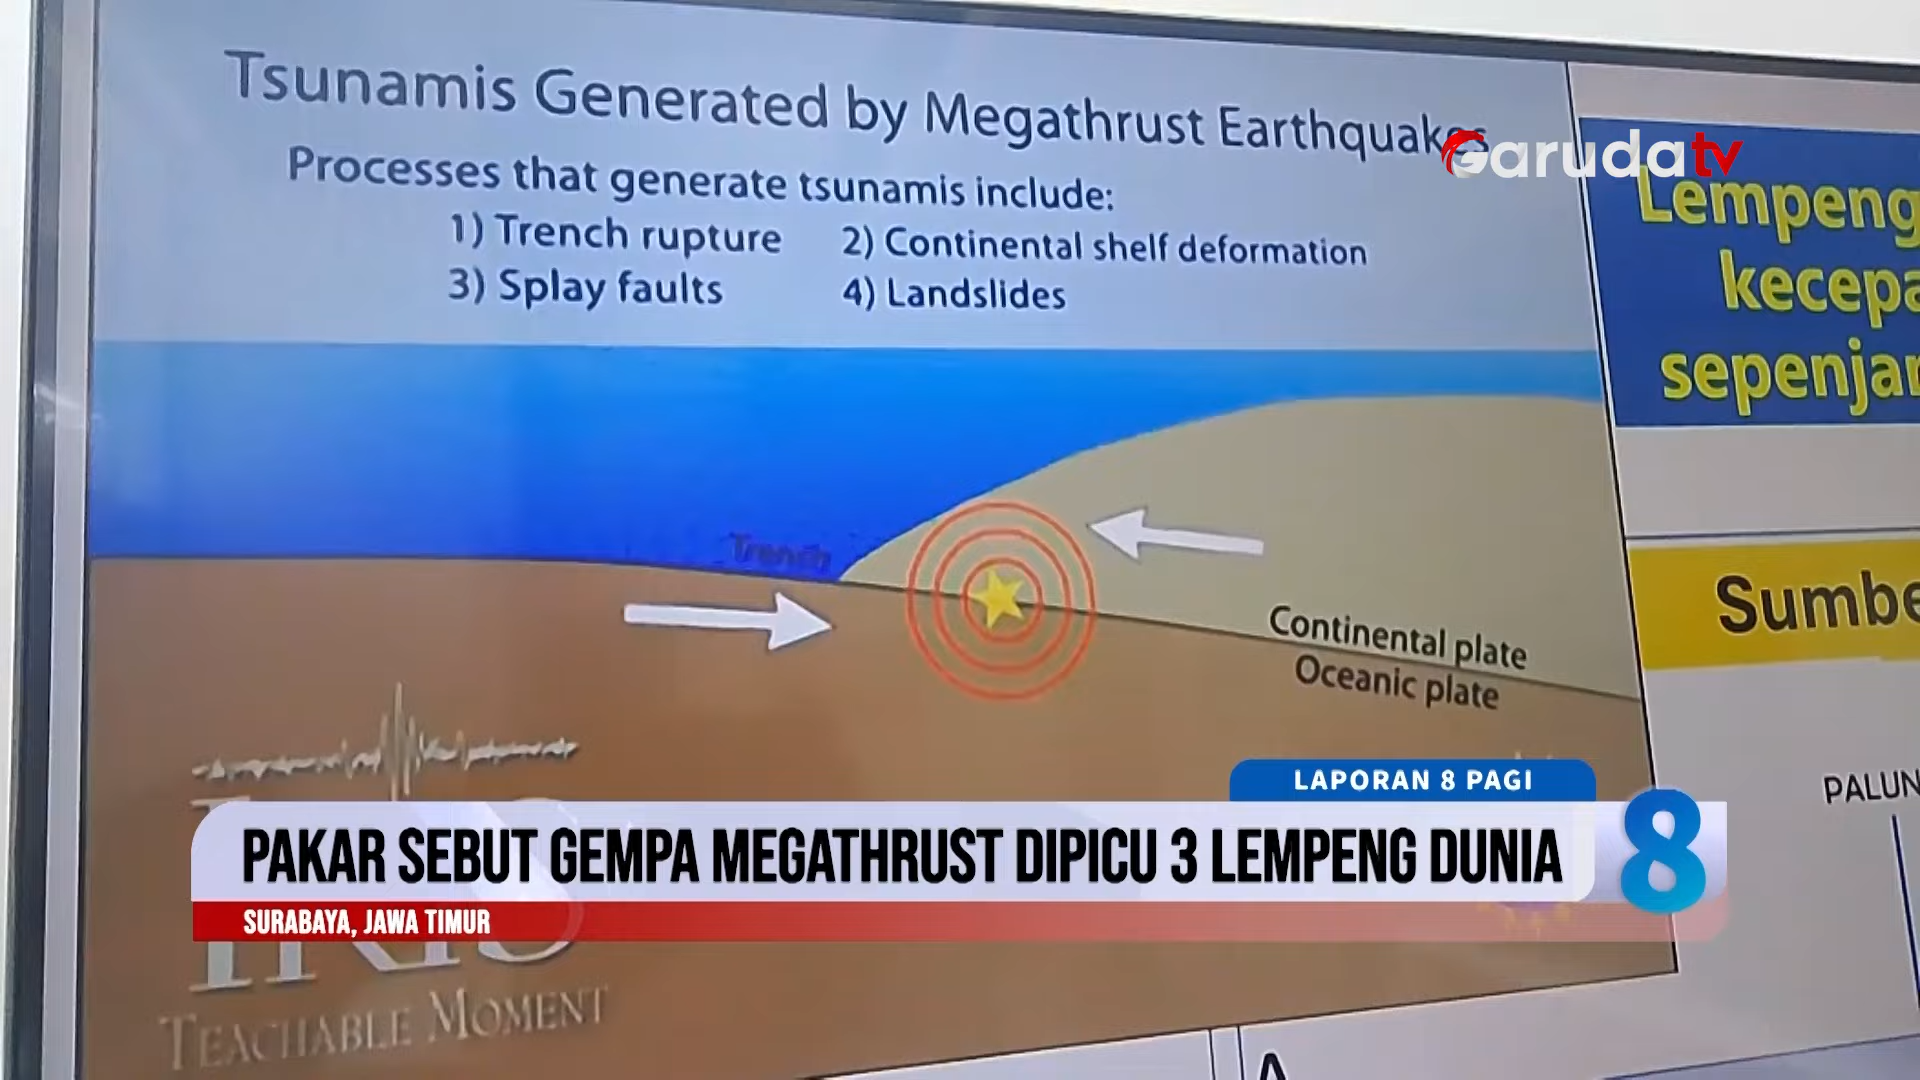 Tsunamis Generated by Megathrust Earthquakes
garudatv
Processes that generate tsunamis include:
1) Trench rupture 2) Continental shelf deformation
3) Splay faults 4) Landslides
Lempeng
sepenjar
Trench
Continental plate
Oceanic plate
Sumbe
PALUN
LAPORAN 8 PAGI
PAKAR SEBUT GEMPA MEGATHRUST DIPICU 3 LEMPENG DUNIA
8
SURABAYA, JAWA TIMUR
IRIS
TEACHABLE MOMENT
A